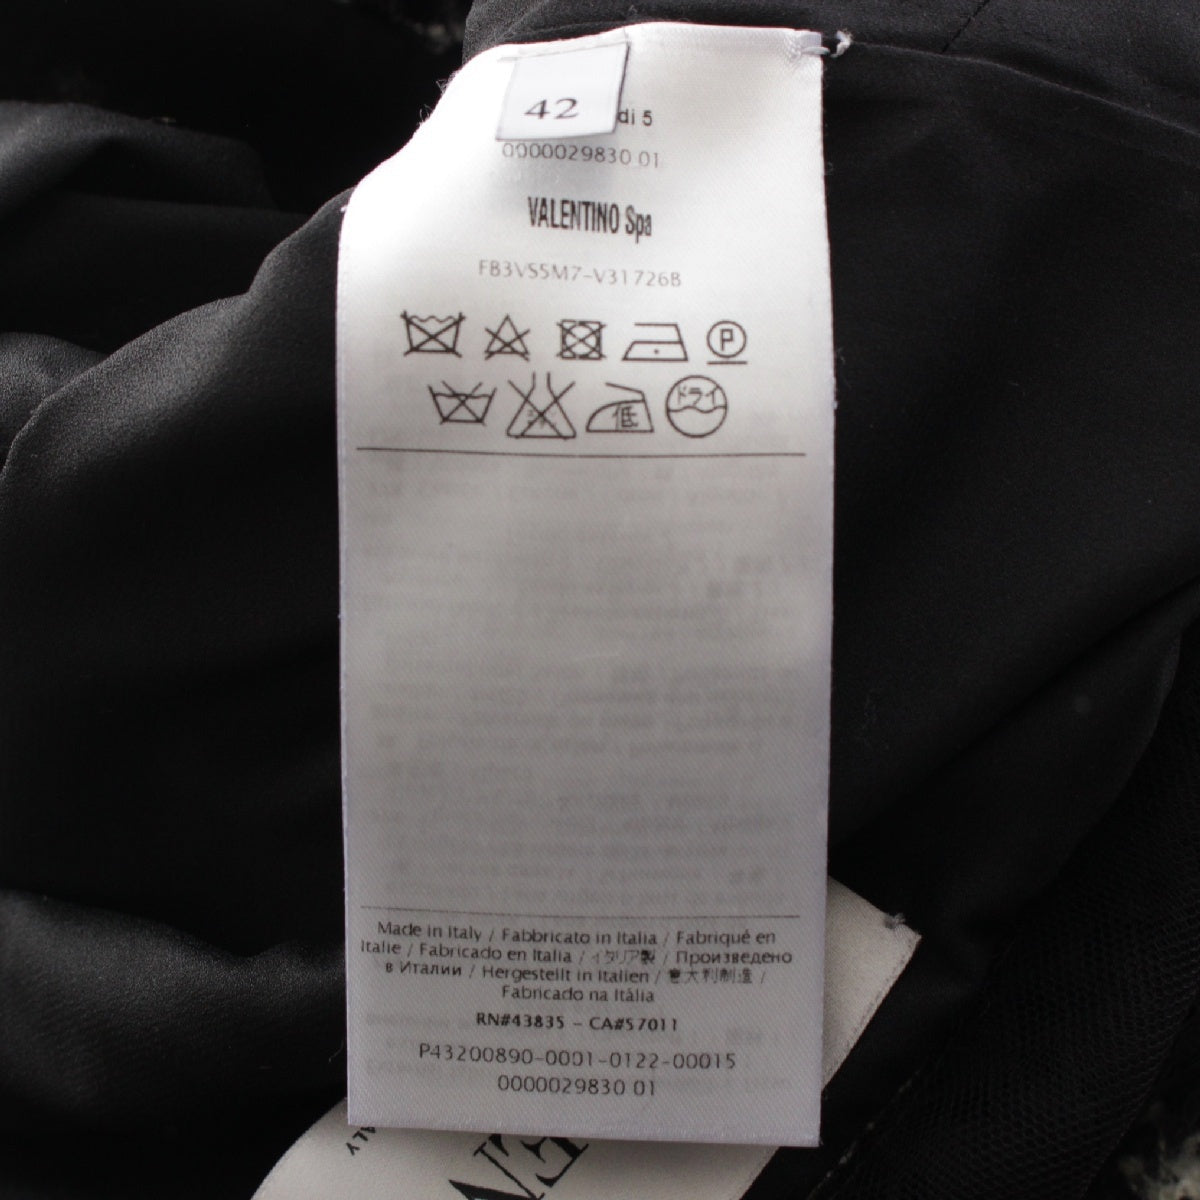 42
di 5
0000029830 01
VALENTINO Spa
FB3VS5M7-V31726B
P
低 ドライ
Made in Italy / Fabbricato in Italia / Fabriqué en
Italie / Fabricado en Italia / イタリア製 / Произведено
в Италии / Hergestellt in Italien / 意大利制造 /
Fabricado na Itália
RN#43835 - CA#57011
P43200890-0001-0122-00015
0000029830 01